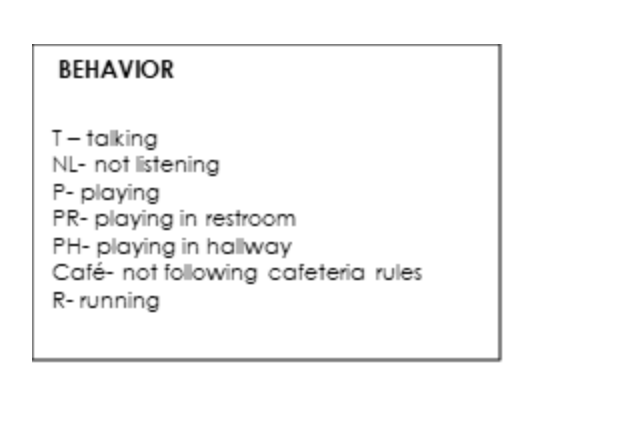 BEHAVIOR
T – talking
NL- not listening
P- playing
PR- playing in restroom
PH- playing in hallway
Café- not following cafeteria rules
R- running